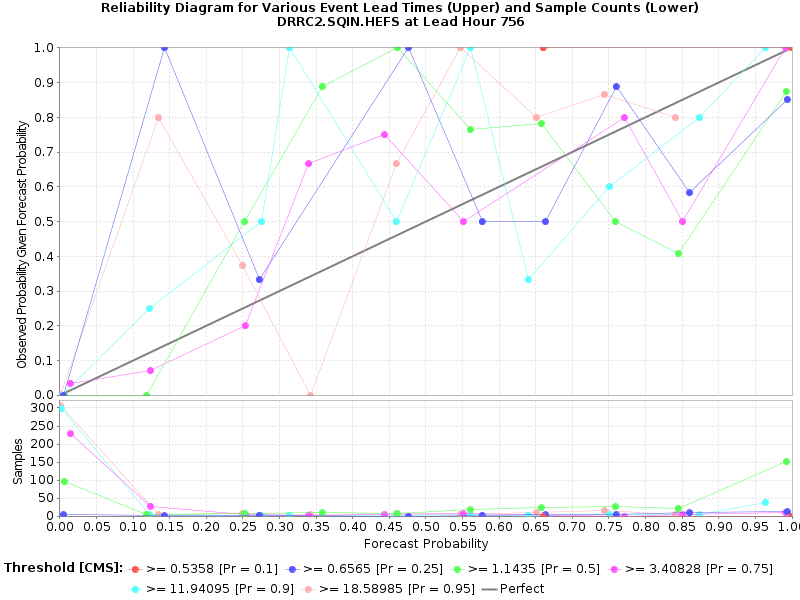 Reliability Diagram for Various Event Lead Times (Upper) and Sample Counts (Lower)
DRRC2.SQIN.HEFS at Lead Hour 756
Observed Probability Given Forecast Probability
1.0
0.9
0.8
0.7
0.6
0.5
0.4
0.3
0.2
0.1
0.0
Samples
300
250
200
150
100
50
0
0.00 0.05 0.10 0.15 0.20 0.25 0.30 0.35 0.40 0.45 0.50 0.55 0.60 0.65 0.70 0.75 0.80 0.85 0.90 0.95 1.00
Forecast Probability
Threshold [CMS]: >= 0.5358 [Pr = 0.1] >= 0.6565 [Pr = 0.25] >= 1.1435 [Pr = 0.5] >= 3.40828 [Pr = 0.75]
>= 11.94095 [Pr = 0.9] >= 18.58985 [Pr = 0.95] Perfect